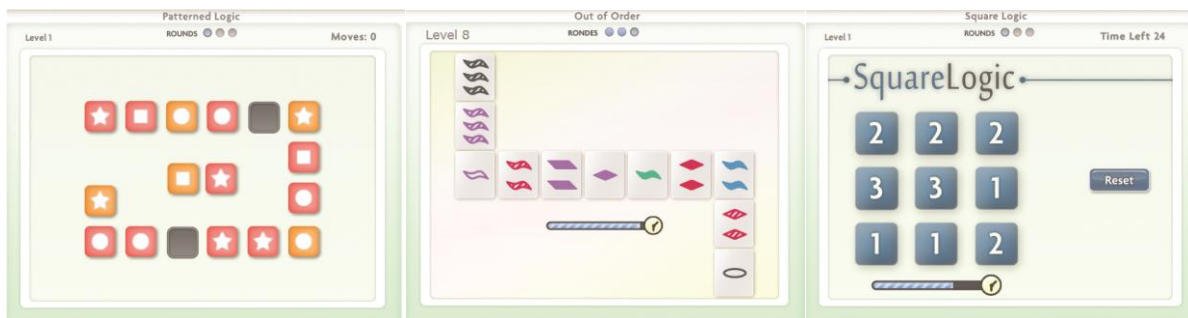 Patterned Logic
Level 1
ROUNDS
Moves: 0
Out of Order
Level 8
RONDES
Square Logic
Level 1
ROUNDS
Time Left 24
SquareLogic
2 2 2
3 3 1
Reset
1 1 2